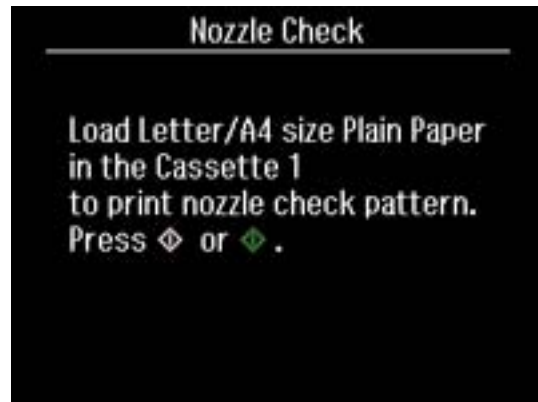 Nozzle Check
Load Letter/A4 size Plain Paper
in the Cassette 1
to print nozzle check pattern.
Press ⟐ or ⟐ .